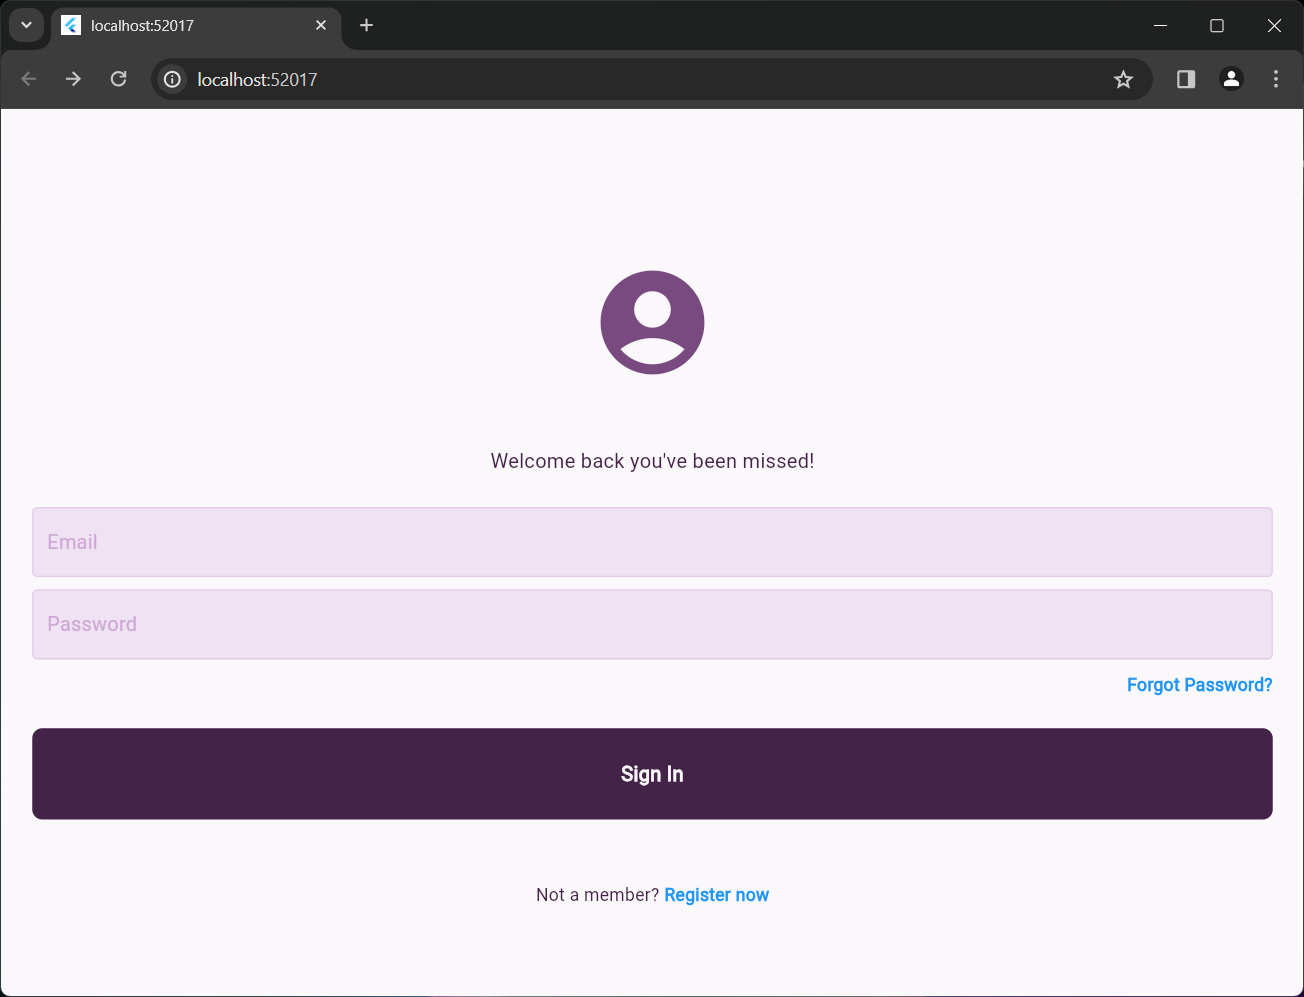 localhost:52017
localhost:52017
Welcome back you've been missed!
Email
Password
Forgot Password?
Sign In
Not a member? Register now